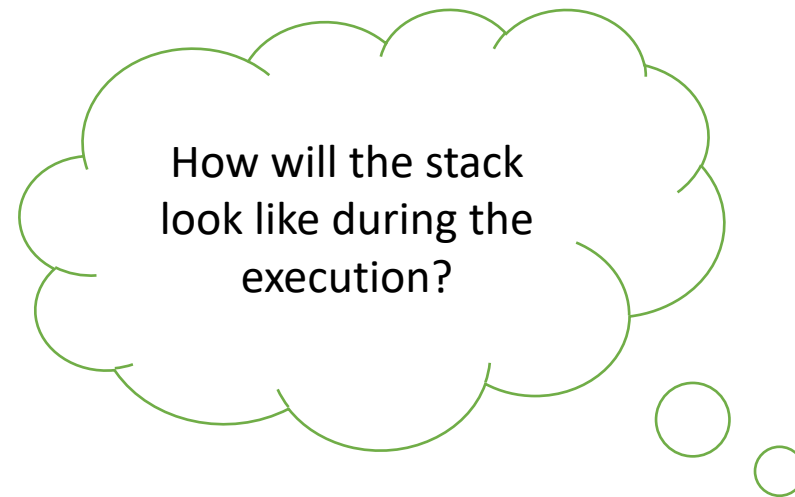 How will the stack
look like during the
execution?